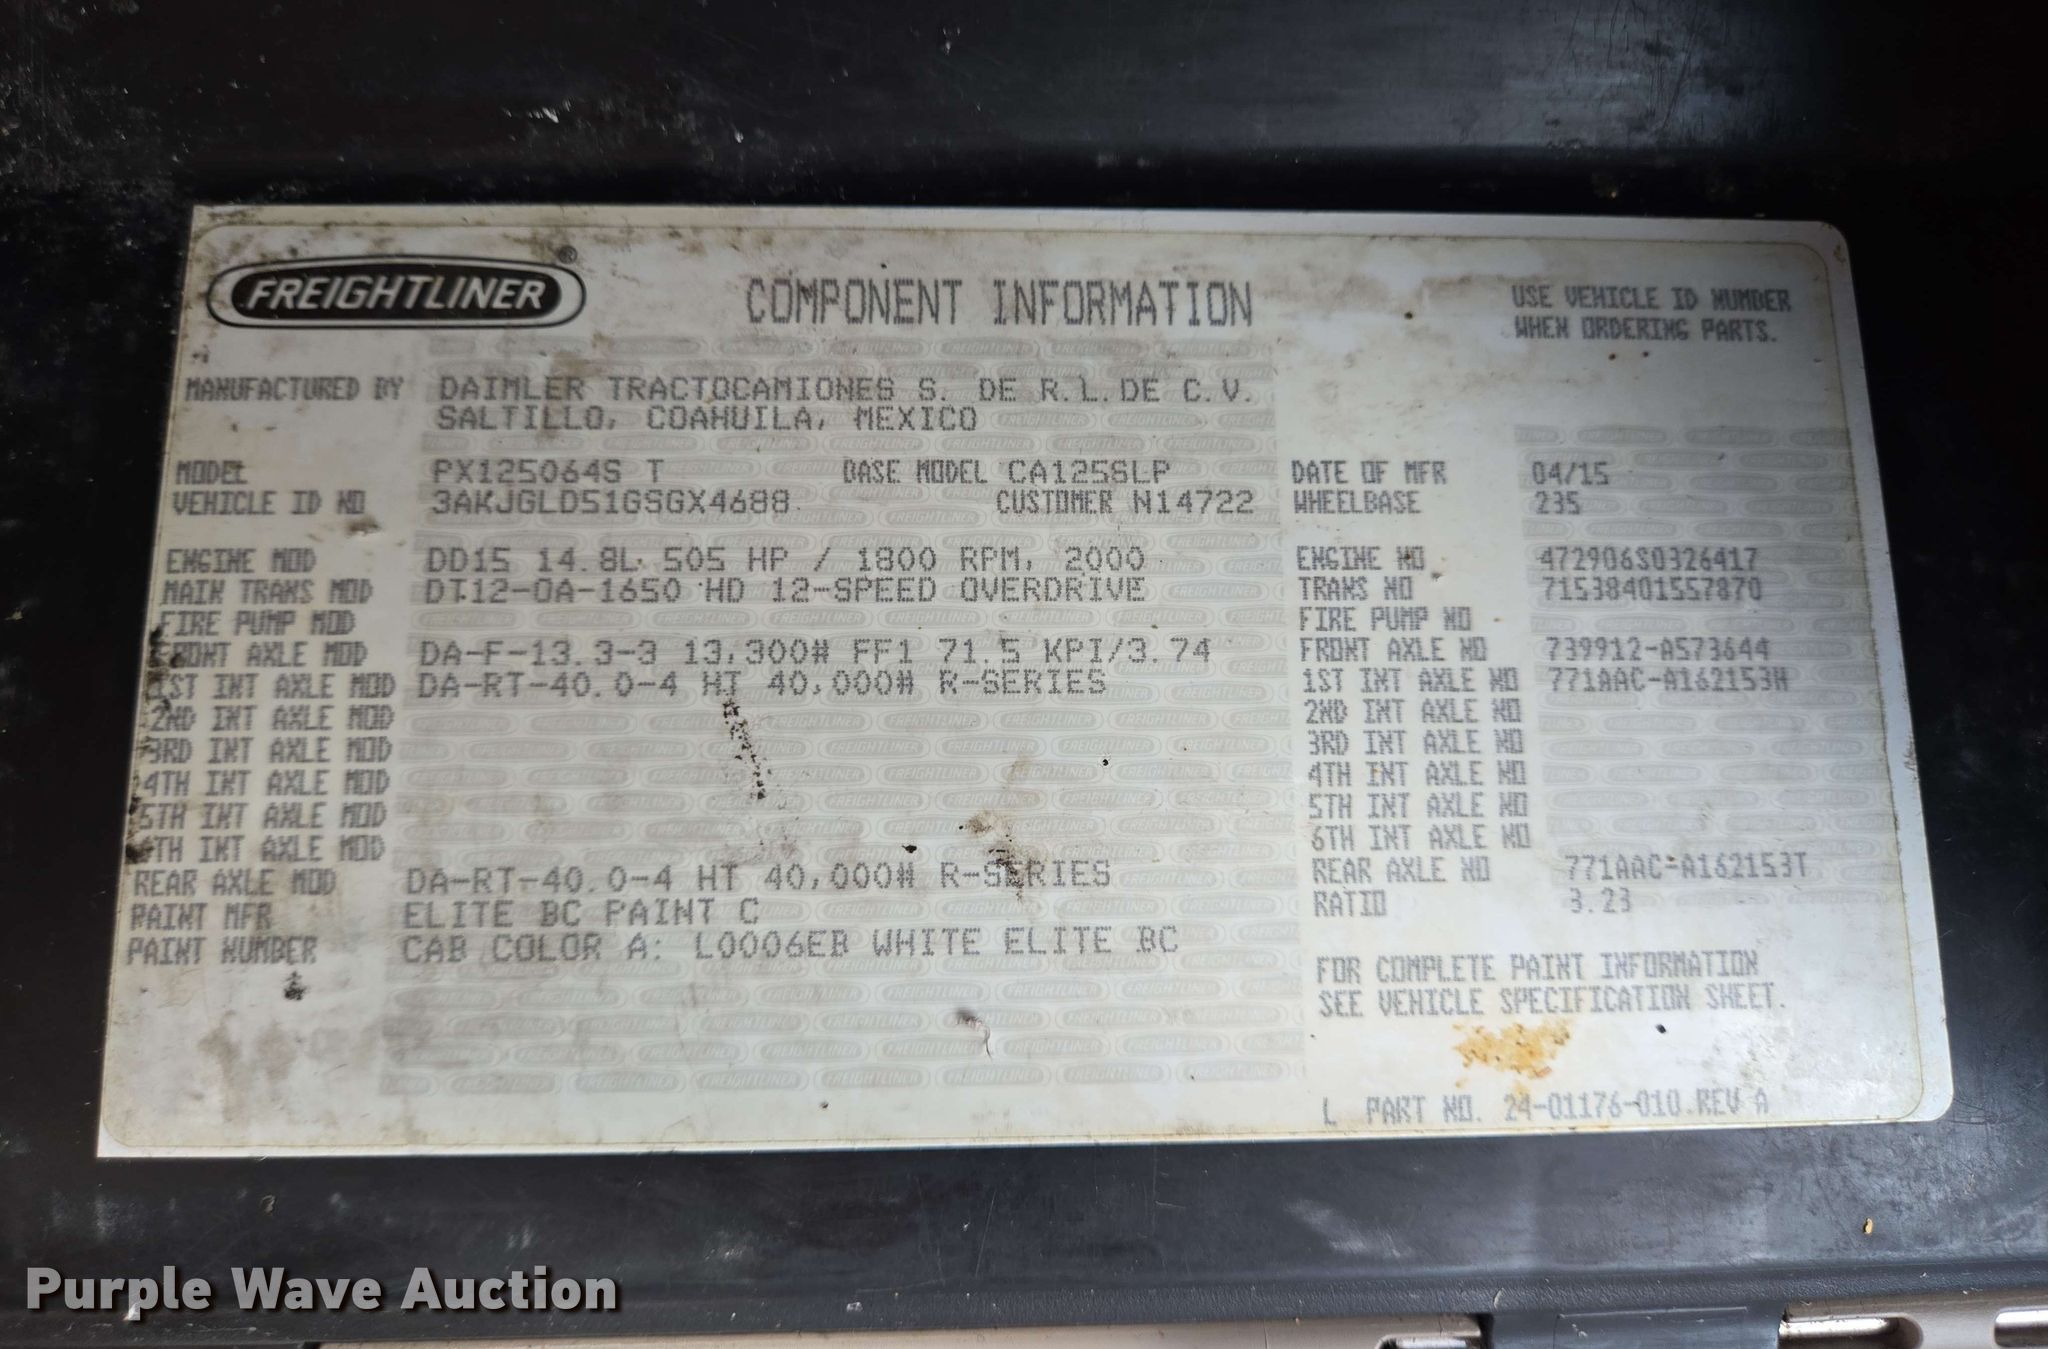 FREIGHTLINER®
COMPONENT INFORMATION
USE VEHICLE ID NUMBER
WHEN ORDERING PARTS.
MANUFACTURED BY DAIMLER TRACTOCAMIONES S. DE R.L.DE C.V.
SALTILLO, COAHUILA, MEXICO
MODEL PX125064S T BASE MODEL CA125SLP DATE OF MFR 04/15
VEHICLE ID NO 3AKJGLD51GSGX4688 CUSTOMER N14722 WHEELBASE 235
ENGINE MOD DD15 14.8L 505 HP / 1800 RPM, 2000 ENGINE NO 472906S0326417
MAIN TRANS MOD DT12-OA-1650 HD 12-SPEED OVERDRIVE TRANS NO 71538401557870
FIRE PUMP MOD FIRE PUMP NO
FRONT AXLE MOD DA-F-13.3-3 13,300# FF1 71.5 KPI/3.74 FRONT AXLE NO 739912-A573644
1ST INT AXLE MOD DA-RT-40.0-4 HT 40,000# R-SERIES 1ST INT AXLE NO 771AAC-A162153H
2ND INT AXLE MOD 2ND INT AXLE NO
3RD INT AXLE MOD 3RD INT AXLE NO
4TH INT AXLE MOD 4TH INT AXLE NO
5TH INT AXLE MOD 5TH INT AXLE NO
6TH INT AXLE MOD 6TH INT AXLE NO
REAR AXLE MOD DA-RT-40.0-4 HT 40,000# R-SERIES REAR AXLE NO 771AAC-A162153T
PAINT MFR ELITE BC PAINT C RATIO 3.23
PAINT NUMBER CAB COLOR A: L0006EB WHITE ELITE BC
FOR COMPLETE PAINT INFORMATION
SEE VEHICLE SPECIFICATION SHEET.
L PART NO. 24-01176-010 REV A
Purple Wave Auction